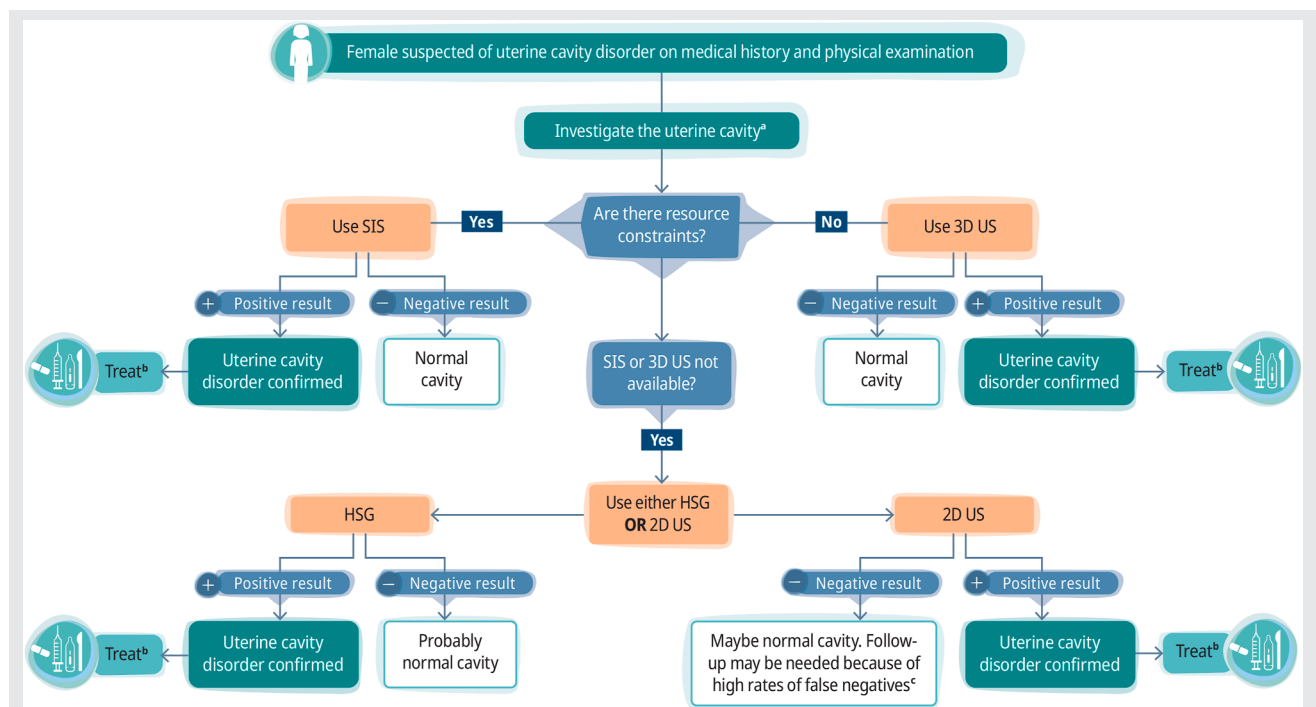 Female suspected of uterine cavity disorder on medical history and physical examination
Investigate the uterine cavityᵃ
Are there resource
constraints?
Yes
No
Use SIS
Use 3D US
+ Positive result
− Negative result
− Negative result
+ Positive result
Treatᵇ
Uterine cavity
disorder confirmed
Normal
cavity
SIS or 3D US not
available?
Normal
cavity
Uterine cavity
disorder confirmed
Treatᵇ
Yes
HSG
Use either HSG
OR 2D US
2D US
+ Positive result
− Negative result
− Negative result
+ Positive result
Treatᵇ
Uterine cavity
disorder confirmed
Probably
normal cavity
Maybe normal cavity. Follow-
up may be needed because of
high rates of false negativesᶜ
Uterine cavity
disorder confirmed
Treatᵇ